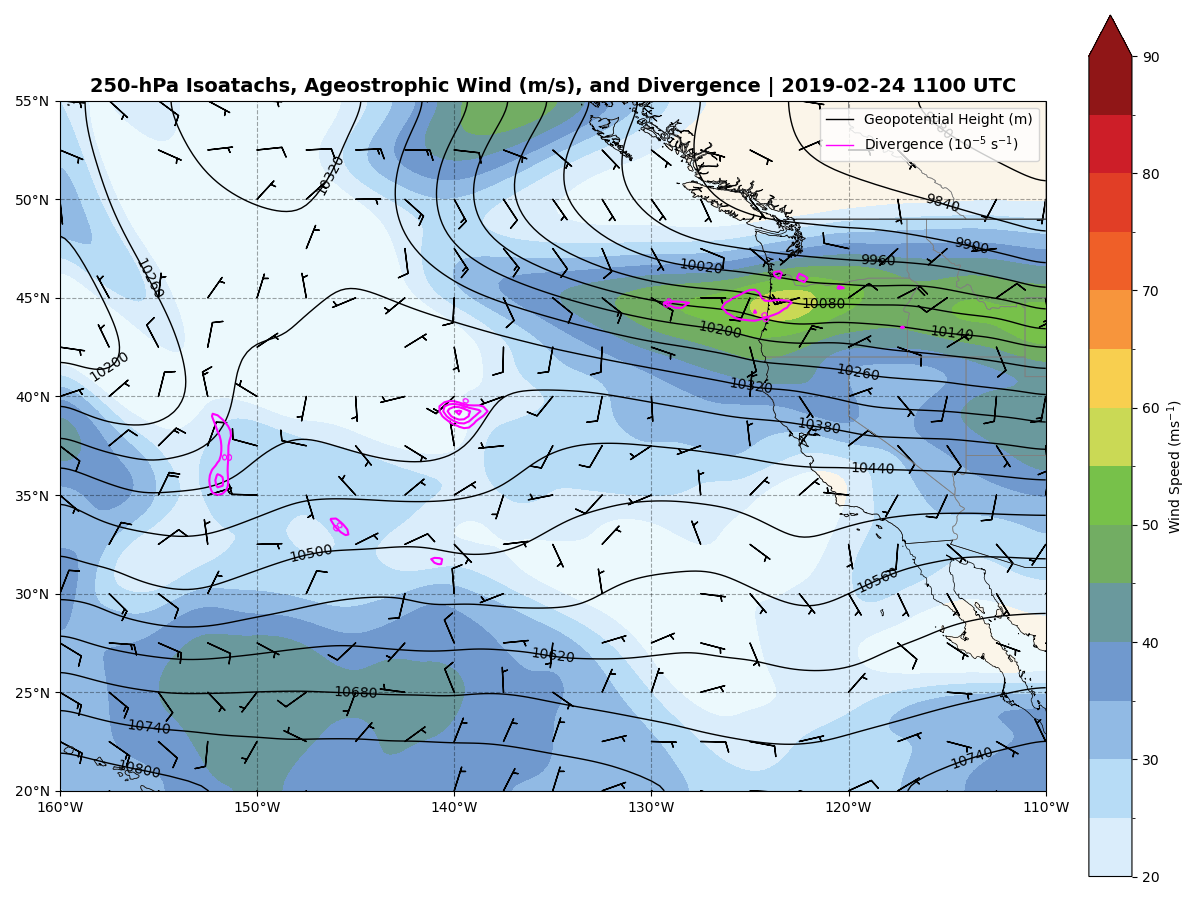 250-hPa Isoatachs, Ageostrophic Wind (m/s), and Divergence | 2019-02-24 1100 UTC
Geopotential Height (m)
Divergence (10⁻⁵ s⁻¹)
55°N
50°N
45°N
40°N
35°N
30°N
25°N
20°N
160°W
150°W
140°W
130°W
120°W
110°W
90
80
70
60
50
40
30
20
Wind Speed (ms⁻¹)
10320
10260
10200
9840
9900
9960
10020
10080
10140
10200
10260
10320
10380
10440
10500
10560
10620
10680
10740
10800
10740
8